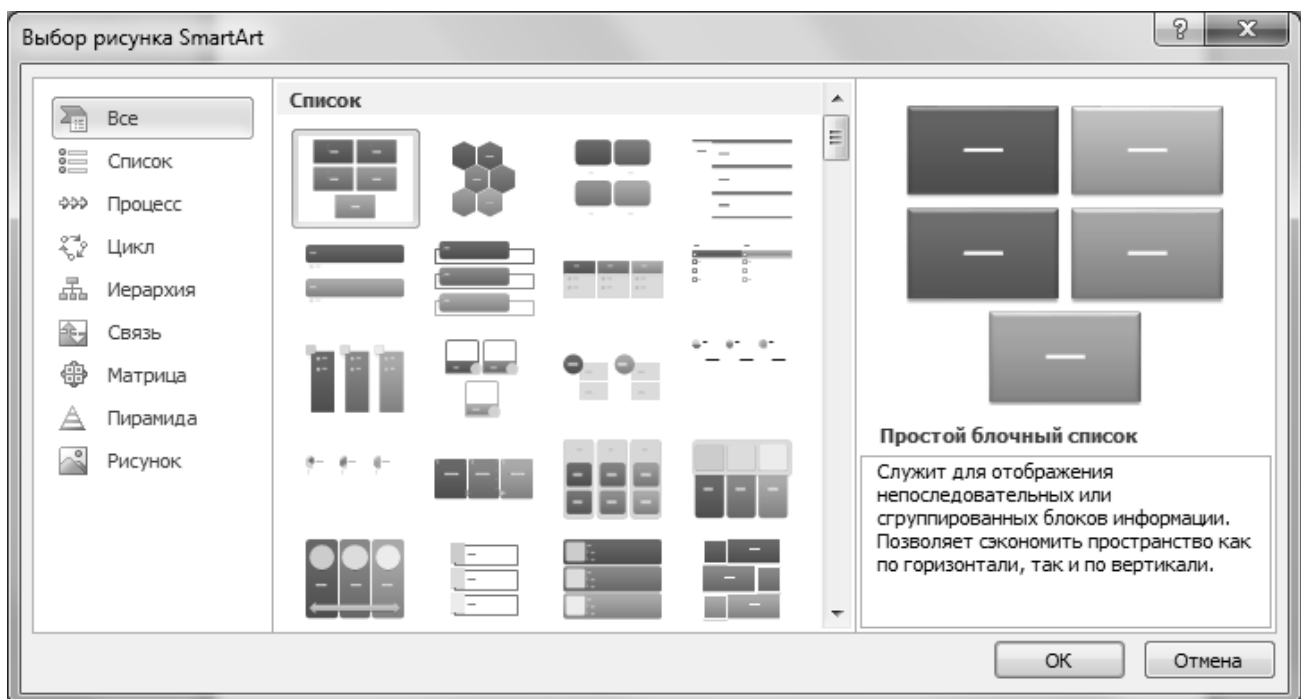 Выбор рисунка SmartArt
Все
Список
Процесс
Цикл
Иерархия
Связь
Матрица
Пирамида
Рисунок
Список
Простой блочный список
Служит для отображения
непоследовательных или
сгруппированных блоков информации.
Позволяет сэкономить пространство как
по горизонтали, так и по вертикали.
ОК
Отмена